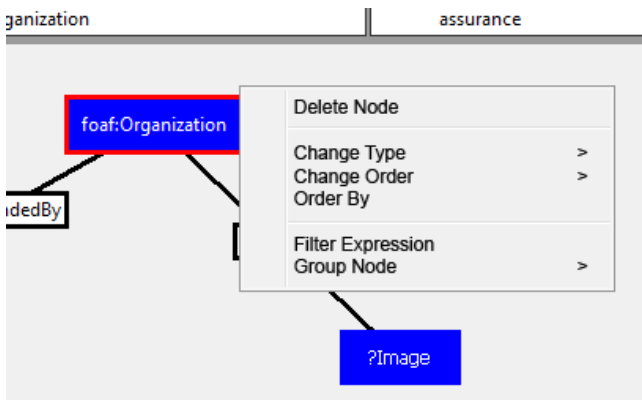 ganization
assurance
foaf:Organization
Delete Node
Change Type >
Change Order >
Order By
ndedBy
Filter Expression
Group Node >
?Image